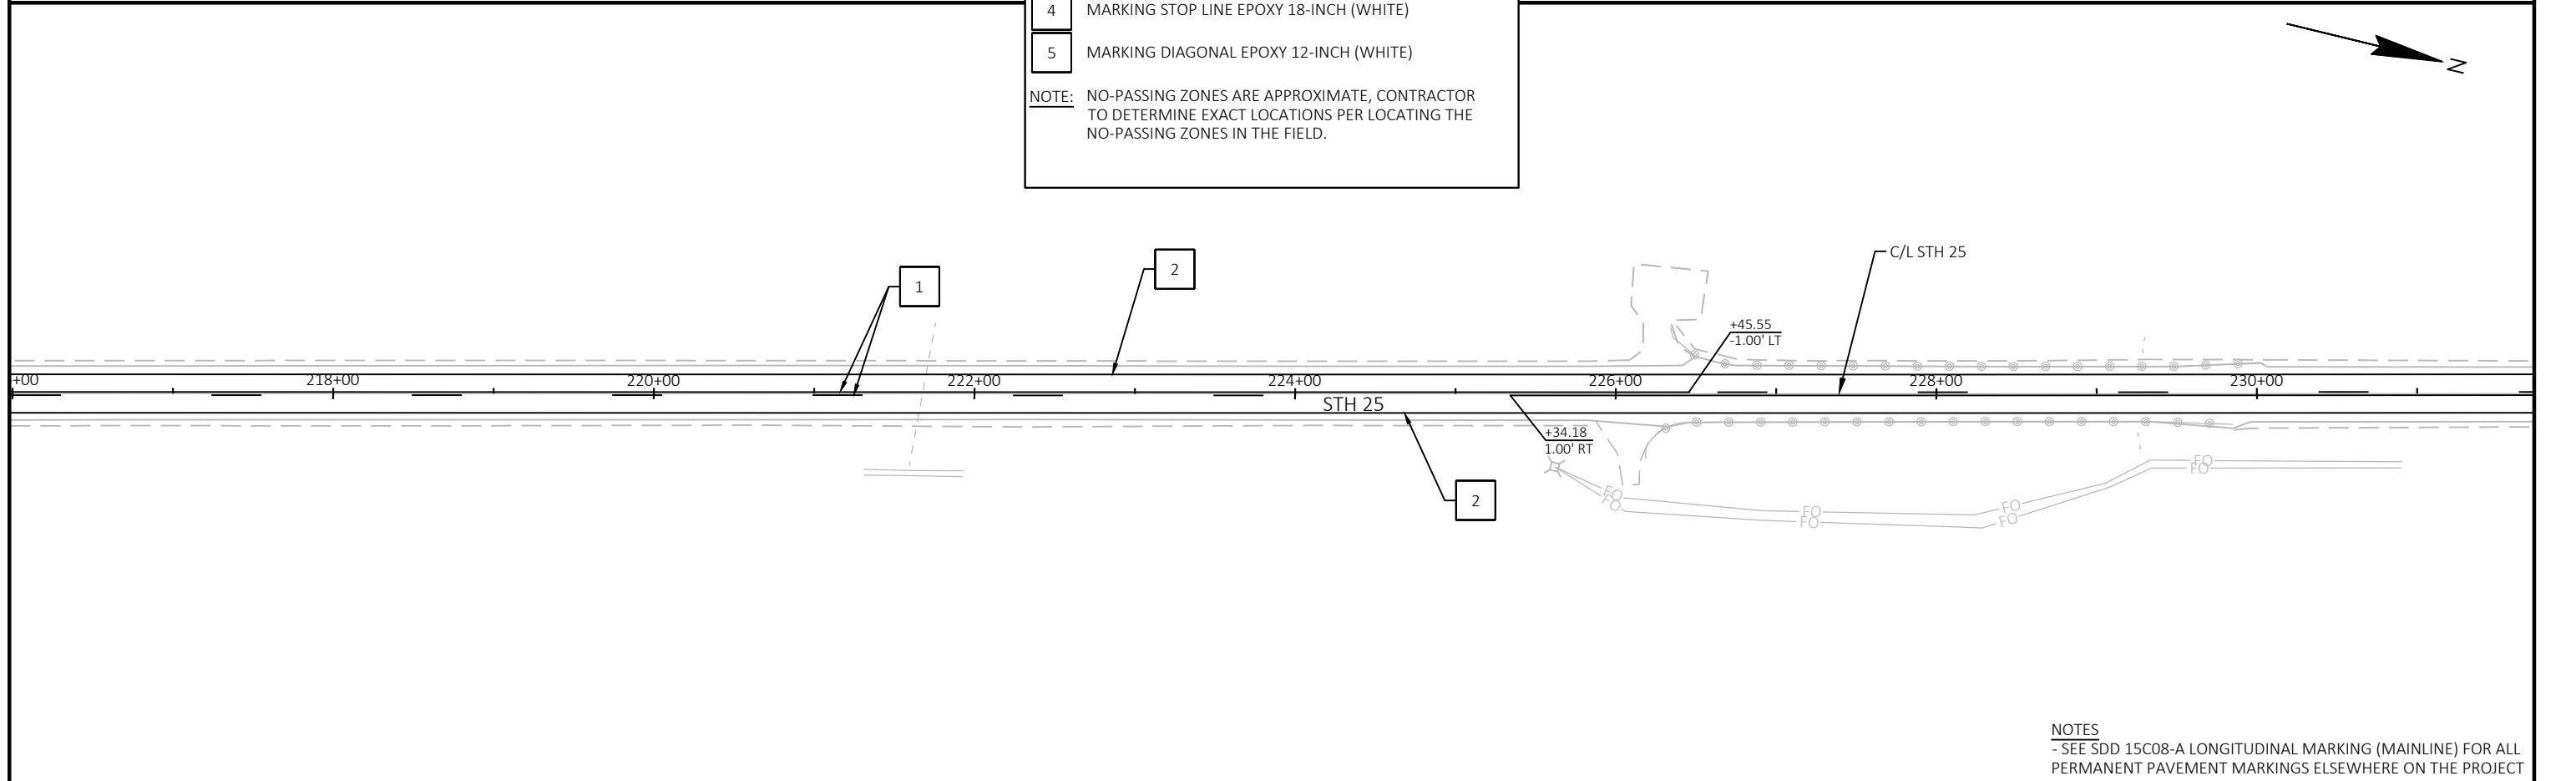 4 MARKING STOP LINE EPOXY 18-INCH (WHITE)
5 MARKING DIAGONAL EPOXY 12-INCH (WHITE)
NOTE: NO-PASSING ZONES ARE APPROXIMATE, CONTRACTOR
TO DETERMINE EXACT LOCATIONS PER LOCATING THE
NO-PASSING ZONES IN THE FIELD.
N
C/L STH 25
2
1
+45.55
-1.00' LT
+00 218+00 220+00 222+00 224+00 226+00 228+00 230+00
STH 25
+34.18
1.00' RT
2
FO
FO
FO
FO
FO
FO
FO
FO
NOTES
- SEE SDD 15C08-A LONGITUDINAL MARKING (MAINLINE) FOR ALL
PERMANENT PAVEMENT MARKINGS ELSEWHERE ON THE PROJECT